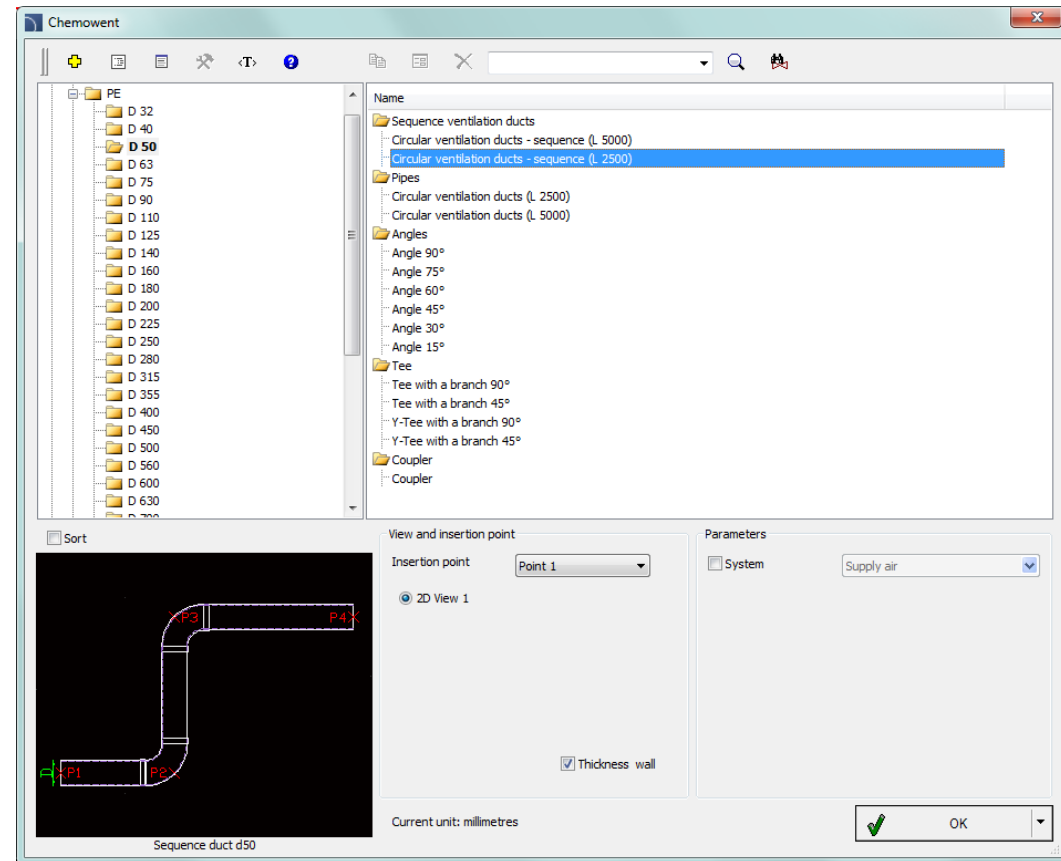 Chemowent
<T>
PE
D 32
D 40
D 50
D 63
D 75
D 90
D 110
D 125
D 140
D 160
D 180
D 200
D 225
D 250
D 280
D 315
D 355
D 400
D 450
D 500
D 560
D 600
D 630
D 700
Name
Sequence ventilation ducts
Circular ventilation ducts - sequence (L 5000)
Circular ventilation ducts - sequence (L 2500)
Pipes
Circular ventilation ducts (L 2500)
Circular ventilation ducts (L 5000)
Angles
Angle 90°
Angle 75°
Angle 60°
Angle 45°
Angle 30°
Angle 15°
Tee
Tee with a branch 90°
Tee with a branch 45°
Y-Tee with a branch 90°
Y-Tee with a branch 45°
Coupler
Coupler
Sort
P3 P4
D P1 P2
Sequence duct d50
View and insertion point
Insertion point Point 1
2D View 1
Thickness wall
Current unit: millimetres
Parameters
System Supply air
OK